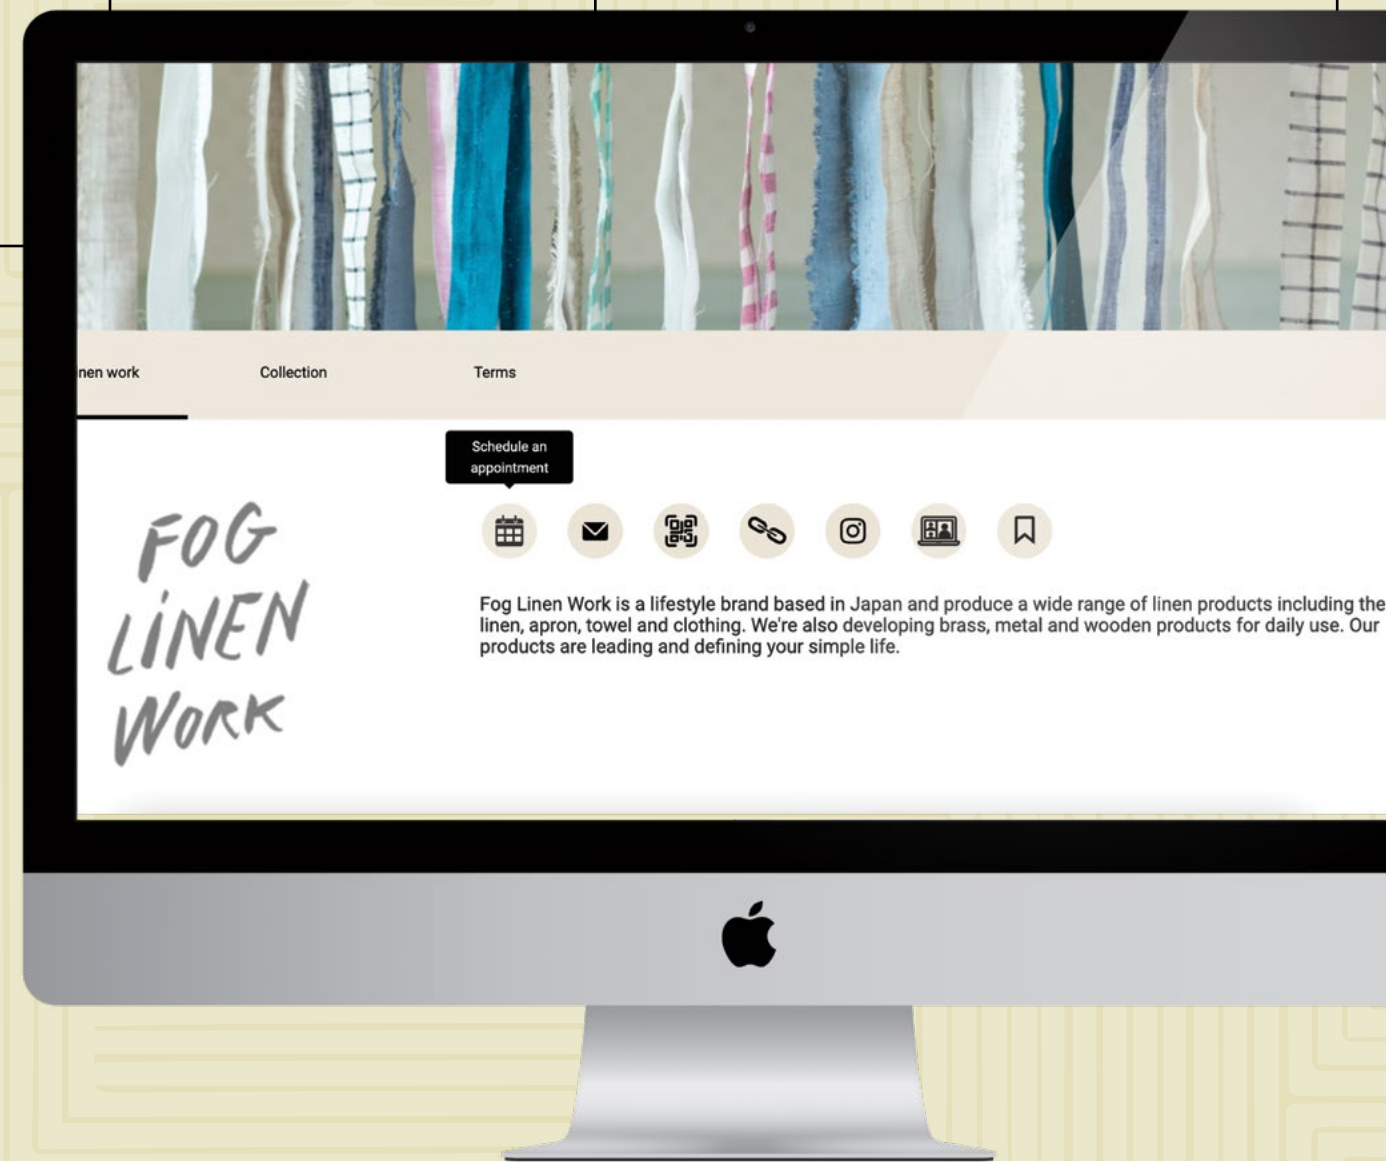 nen work
Collection
Terms
Schedule an
appointment
FOG
LINEN
WORK
Fog Linen Work is a lifestyle brand based in Japan and produce a wide range of linen products including the
linen, apron, towel and clothing. We're also developing brass, metal and wooden products for daily use. Our
products are leading and defining your simple life.